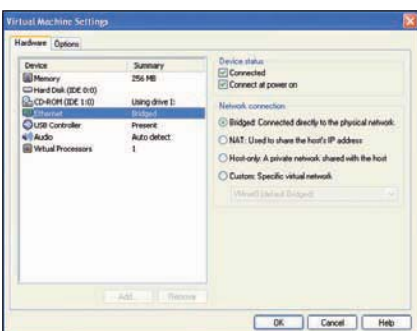 Virtual Machine Settings
Hardware Options
Device Summary
Memory 256 MB
Hard Disk (IDE 0:0)
CD-ROM (IDE 1:0) Using drive I:
Ethernet Bridged
USB Controller Present
Audio Auto detect
Virtual Processors 1
Add... Remove
Device status
Connected
Connect at power on
Network connection
Bridged: Connected directly to the physical network
NAT: Used to share the host's IP address
Host-only: A private network shared with the host
Custom: Specific virtual network
VMnet0 (default Bridged)
OK Cancel Help